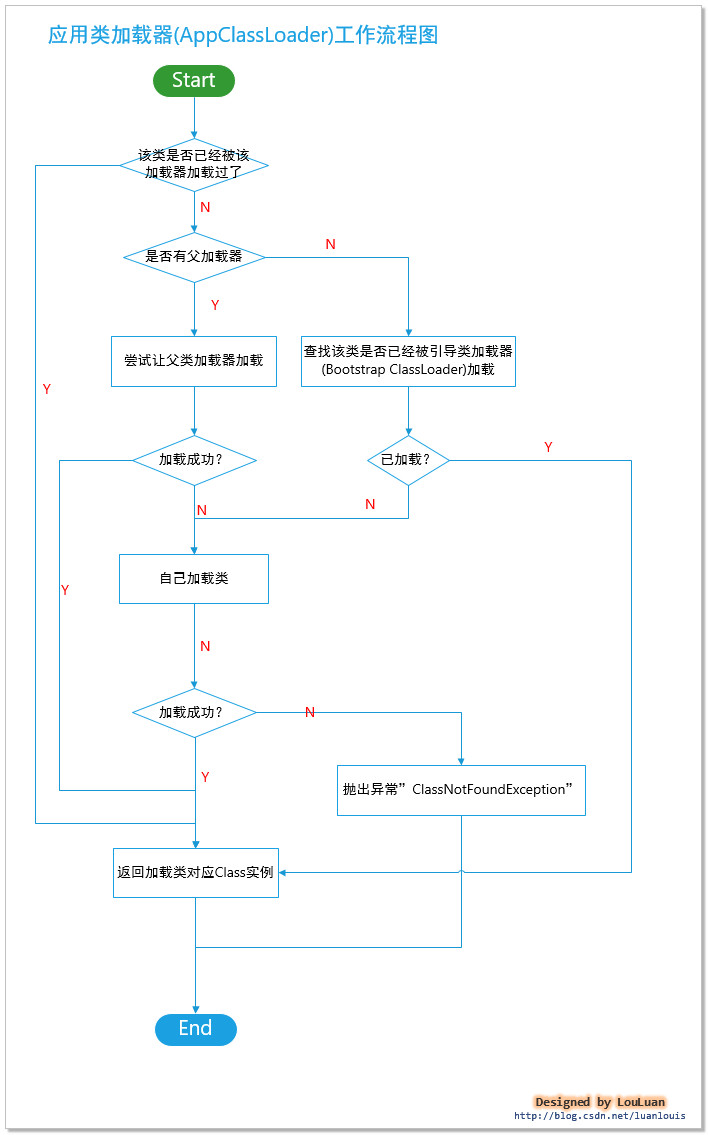 应用类加载器(AppClassLoader)工作流程图
Start
该类是否已经被该
加载器加载过了
N
是否有父加载器
N
Y
尝试让父类加载器加载
查找该类是否已经被引导类加载器
(Bootstrap ClassLoader)加载
Y
加载成功?
已加载?
Y
N
N
自己加载类
Y
N
加载成功?
N
Y
抛出异常”ClassNotFoundException”
返回加载类对应Class实例
End
Designed by LouLuan
http://blog.csdn.net/luanlouis